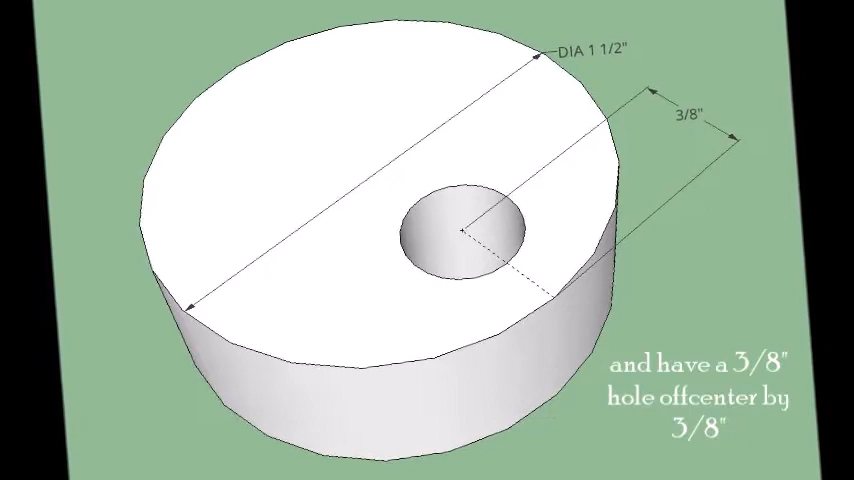 DIA 1 1/2"
3/8"
and have a 3/8"
hole offcenter by
3/8"